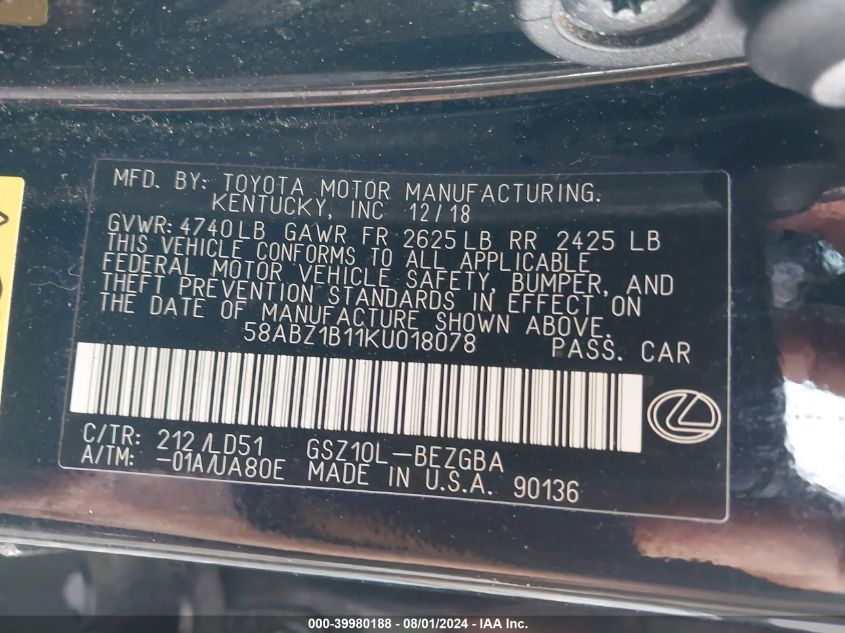 MFD. BY: TOYOTA MOTOR MANUFACTURING.
KENTUCKY, INC 12/18
GVWR: 4740LB GAWR FR 2625LB RR 2425 LB
THIS VEHICLE CONFORMS TO ALL APPLICABLE
FEDERAL MOTOR VEHICLE SAFETY, BUMPER, AND
THEFT PREVENTION STANDARDS IN EFFECT ON
THE DATE OF MANUFACTURE SHOWN ABOVE.
58ABZ1B11KU018078 PASS. CAR
C/TR: 212/LD51 GSZ10L-BEZGBA
A/TM: -01A/UA80E MADE IN U.S.A. 90136
000-39980188 - 08/01/2024 - IAA Inc.